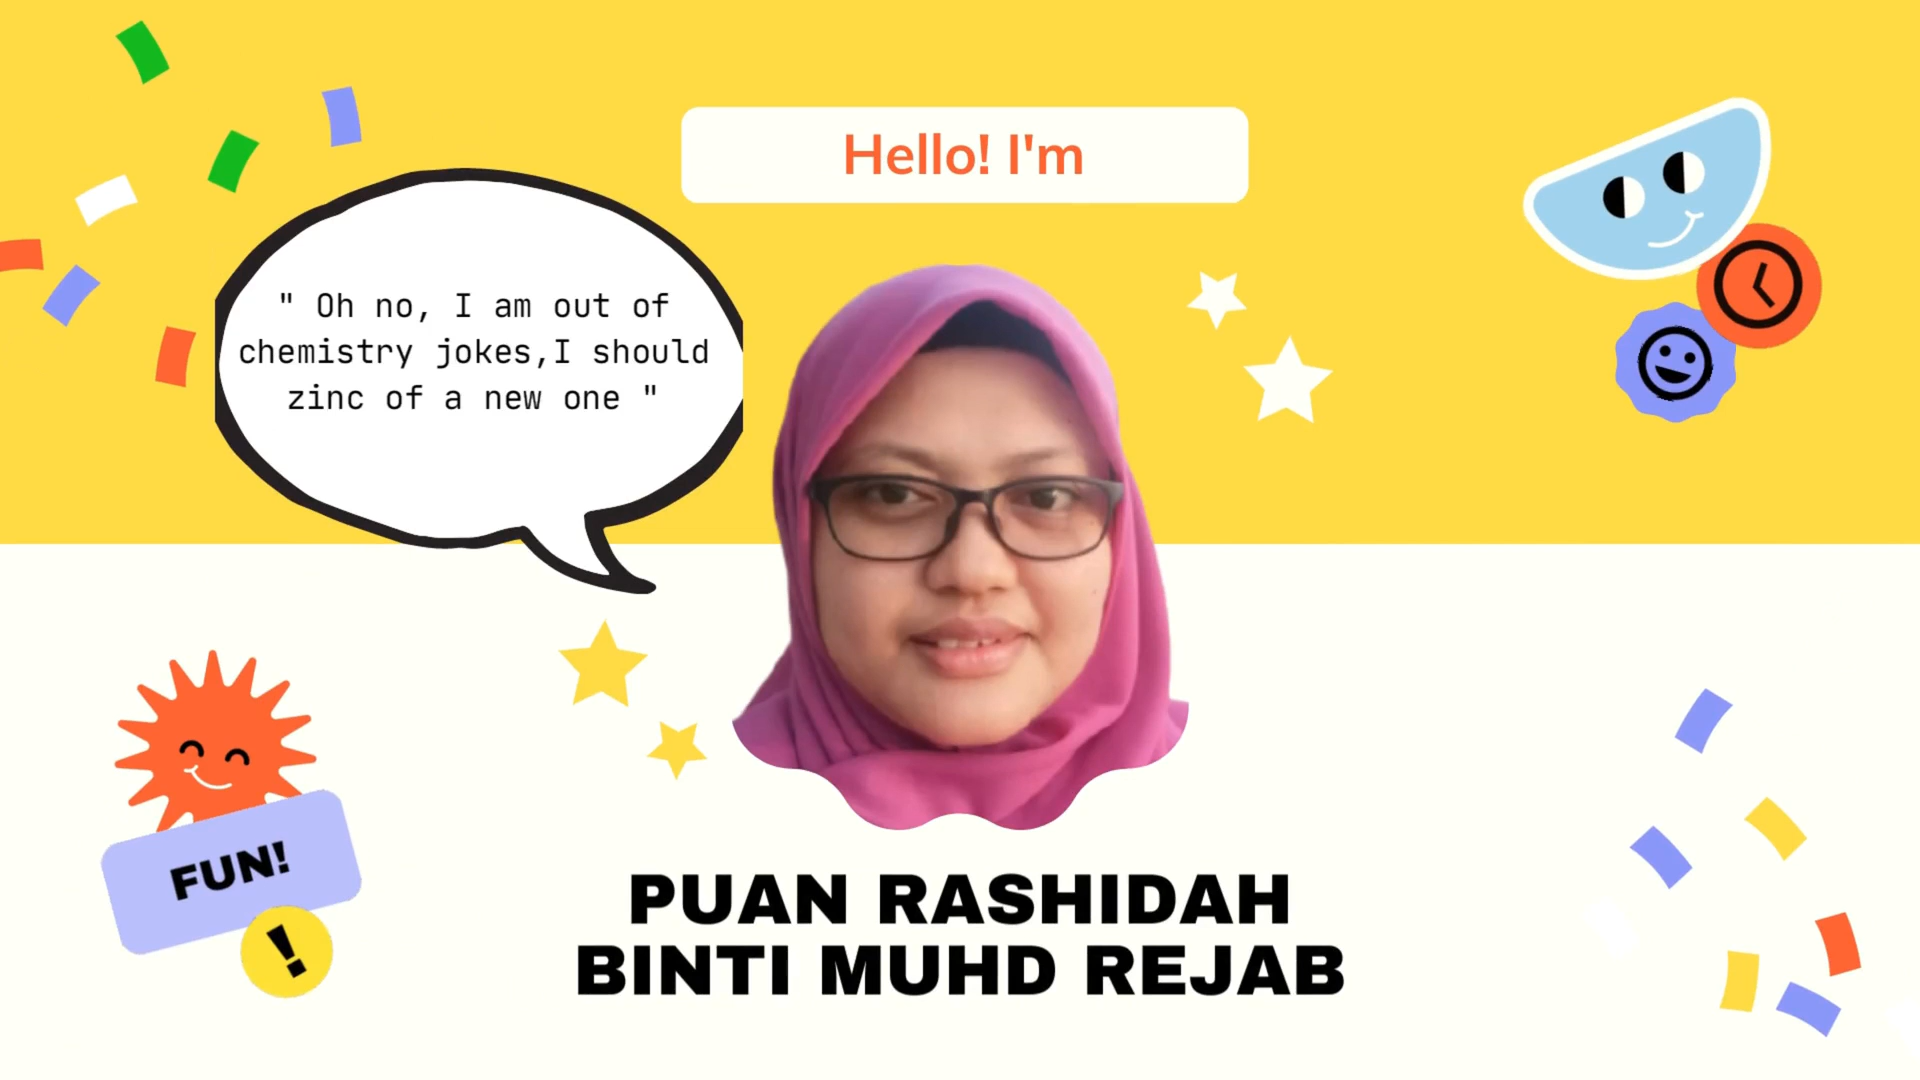 Hello! I'm
" Oh no, I am out of
chemistry jokes,I should
zinc of a new one "
FUN!
!
PUAN RASHIDAH
BINTI MUHD REJAB